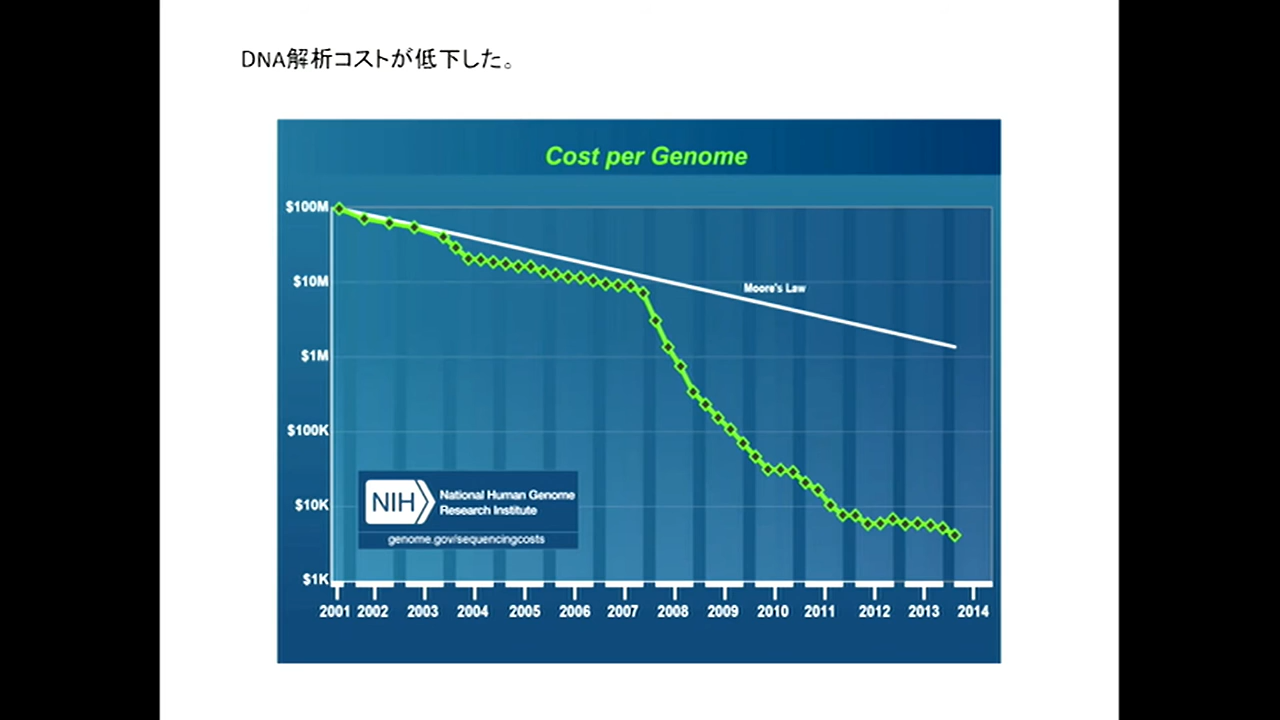 DNA解析コストが低下した。
Cost per Genome
$100M
$10M
$1M
$100K
$10K
$1K
Moore's Law
NIH
National Human Genome
Research Institute
genome.gov/sequencingcosts
2001 2002 2003 2004 2005 2006 2007 2008 2009 2010 2011 2012 2013 2014